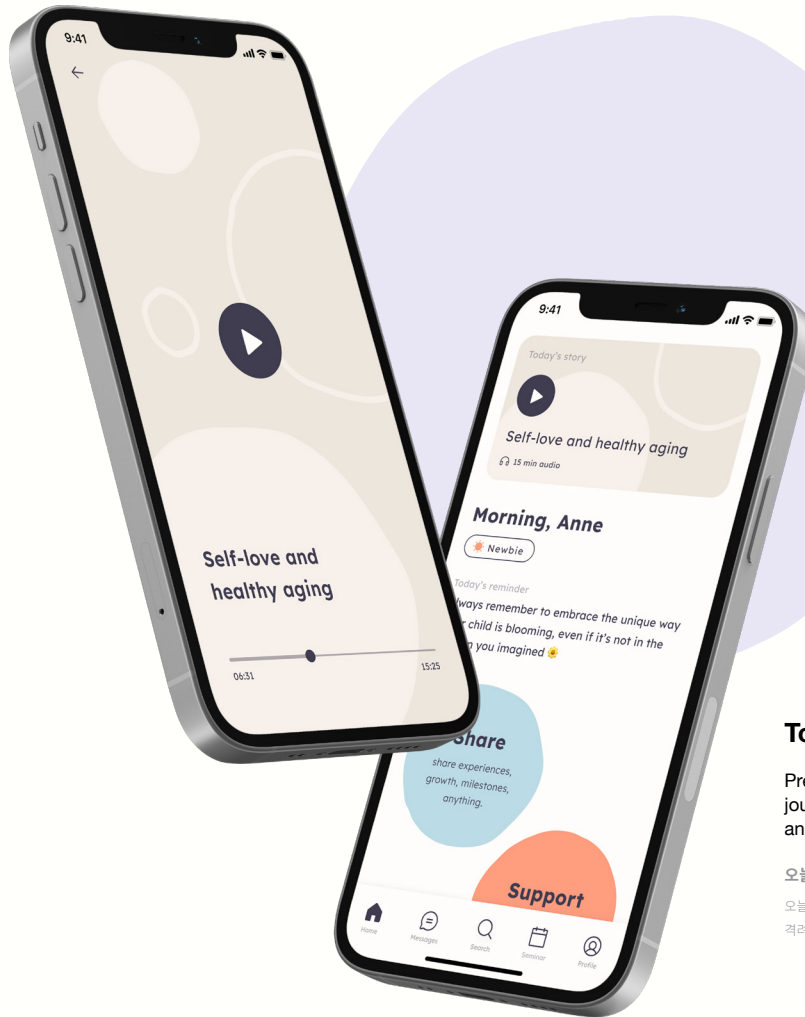 9:41
Self-love and
healthy aging
06:31
15:25
9:41
Today's story
Self-love and healthy aging
15 min audio
Morning, Anne
Newbie
Today's reminder
ways remember to embrace the unique way
child is blooming, even if it's not in the
you imagined
Share
share experiences,
growth, milestones,
anything.
Support
Home
Messages
Search
Seminar
Profile
To
Pre
jou
an
오늘
오늘
격려